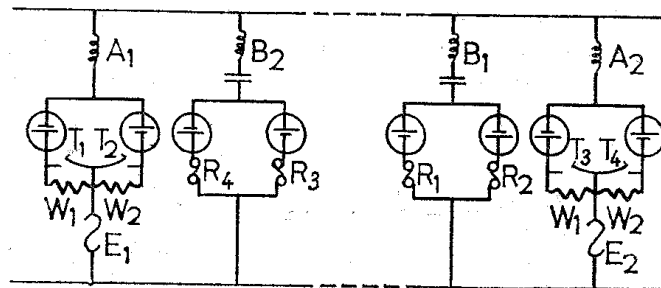 A1 B2 B1 A2
T1 T2 T3 T4
R4 R3 R1 R2
W1 W2 W1 W2
E1 E2